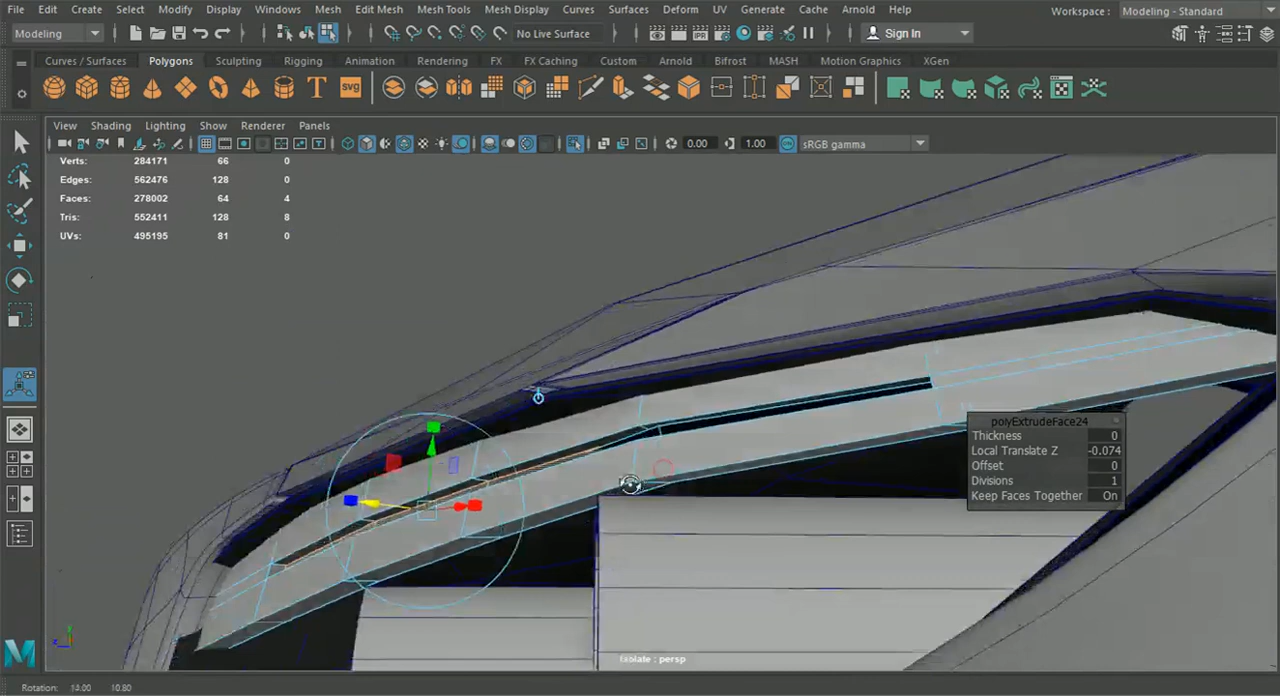 File Edit Create Select Modify Display Windows Mesh Edit Mesh Mesh Tools Mesh Display Curves Surfaces Deform UV Generate Cache Arnold Help Workspace : Modeling - Standard
Modeling No Live Surface Sign In
Curves / Surfaces Polygons Sculpting Rigging Animation Rendering FX FX Caching Custom Arnold Bifrost MASH Motion Graphics XGen
T svg
View Shading Lighting Show Renderer Panels
0.00 1.00 sRGB gamma
Verts: 284171 66 0
Edges: 562476 128 0
Faces: 278002 64 4
Tris: 552411 128 8
UVs: 495195 81 0
polyExtrudeFace24
Thickness 0
Local Translate Z -0.074
Offset 0
Divisions 1
Keep Faces Together On
: persp
M
Rotation: 10.80